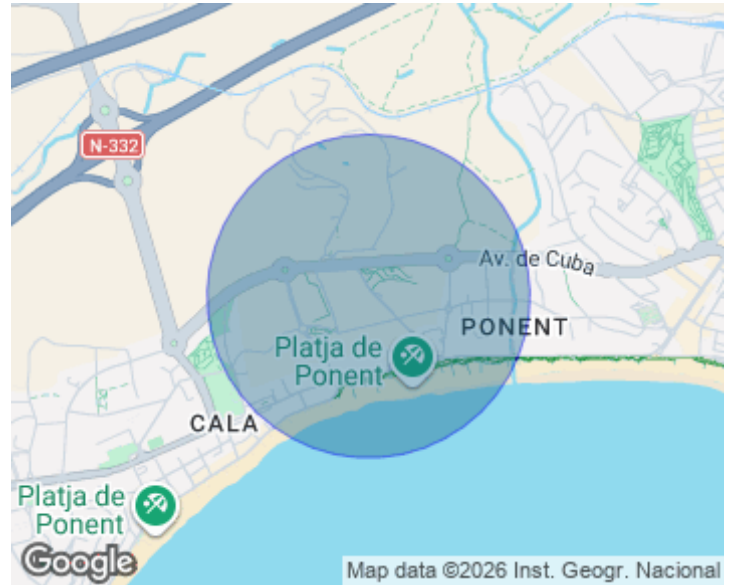 N-332
Av. de Cuba
PONENT
Platja de
Ponent
CALA
Platja de
Ponent
Google
Map data ©2026 Inst. Geogr. Nacional